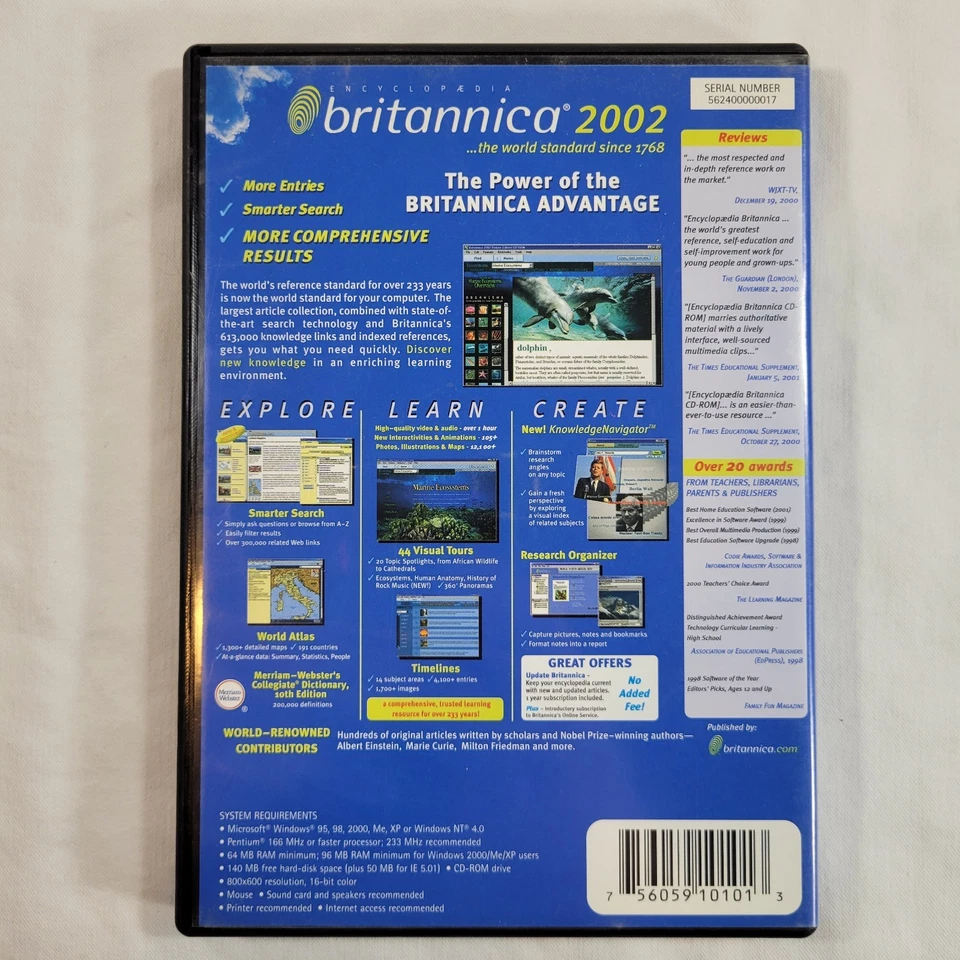 ENCYCLOPÆDIA
britannica® 2002
...the world standard since 1768
SERIAL NUMBER
562400000017
✓ More Entries
✓ Smarter Search
✓ MORE COMPREHENSIVE
RESULTS
The Power of the
BRITANNICA ADVANTAGE
The world's reference standard for over 233 years
is now the world standard for your computer. The
largest article collection, combined with state-of-
the-art search technology and Britannica's
613,000 knowledge links and indexed references,
gets you what you need quickly. Discover
new knowledge in an enriching learning
environment.
Marine Ecosystems
dolphin,
EXPLORE
Smarter Search
✓ Simply ask questions or browse from A–Z
✓ Easily filter results
✓ Over 300,000 related Web links
World Atlas
✓ 1,300+ detailed maps ✓ 191 countries
✓ At-a-glance data: Summary, Statistics, People
Merriam-Webster
®
Merriam–Webster's
Collegiate® Dictionary,
10th Edition
200,000 definitions
LEARN
High–quality video & audio - over 1 hour
New Interactivities & Animations - 105+
Photos, Illustrations & Maps - 12,100+
Marine Ecosystems
44 Visual Tours
✓ 20 Topic Spotlights, from African Wildlife
to Cathedrals
✓ Ecosystems, Human Anatomy, History of
Rock Music (NEW!) ✓ 360° Panoramas
Timelines
✓ 14 subject areas ✓ 4,100+ entries
✓ 1,700+ images
a comprehensive, trusted learning
resource for over 233 years!
CREATE
New! KnowledgeNavigator™
✓ Brainstorm
research
angles
on any topic
✓ Gain a fresh
perspective
by exploring
a visual index
of related subjects
Berlin Wall
Research Organizer
✓ Capture pictures, notes and bookmarks
✓ Format notes into a report
GREAT OFFERS
Update Britannica –
Keep your encyclopedia current
with new and updated articles.
1 year subscription included.
Plus – Introductory subscription
to Britannica's Online Service.
No
Added
Fee!
WORLD–RENOWNED
CONTRIBUTORS
Hundreds of original articles written by scholars and Nobel Prize–winning authors—
Albert Einstein, Marie Curie, Milton Friedman and more.
Reviews
"... the most respected and
in-depth reference work on
the market."
WJXT-TV,
DECEMBER 19, 2000
"Encyclopædia Britannica ...
the world's greatest
reference, self-education and
self-improvement work for
young people and grown-ups."
THE GUARDIAN (LONDON),
NOVEMBER 2, 2000
"[Encyclopædia Britannica CD-
ROM] marries authoritative
material with a lively
interface, well-sourced
multimedia clips..."
THE TIMES EDUCATIONAL SUPPLEMENT,
JANUARY 5, 2001
"[Encyclopædia Britannica
CD-ROM]... is an easier-than-
ever-to-use resource ..."
THE TIMES EDUCATIONAL SUPPLEMENT,
OCTOBER 27, 2000
Over 20 awards
FROM TEACHERS, LIBRARIANS,
PARENTS & PUBLISHERS
Best Home Education Software (2001)
Excellence in Software Award (1999)
Best Overall Multimedia Production (1999)
Best Education Software Upgrade (1998)
CODIE AWARDS, SOFTWARE &
INFORMATION INDUSTRY ASSOCIATION
2000 Teachers' Choice Award
THE LEARNING MAGAZINE
Distinguished Achievement Award
Technology Curricular Learning -
High School
ASSOCIATION OF EDUCATIONAL PUBLISHERS
(EDPRESS), 1998
1998 Software of the Year
Editors' Picks, Ages 12 and Up
FAMILY FUN MAGAZINE
Published by:
britannica.com
SYSTEM REQUIREMENTS
• Microsoft® Windows® 95, 98, 2000, Me, XP or Windows NT® 4.0
• Pentium® 166 MHz or faster processor; 233 MHz recommended
• 64 MB RAM minimum; 96 MB RAM minimum for Windows 2000/Me/XP users
• 140 MB free hard-disk space (plus 50 MB for IE 5.01) • CD-ROM drive
• 800x600 resolution, 16-bit color
• Mouse • Sound card and speakers recommended
• Printer recommended • Internet access recommended
7 56059 10101 3